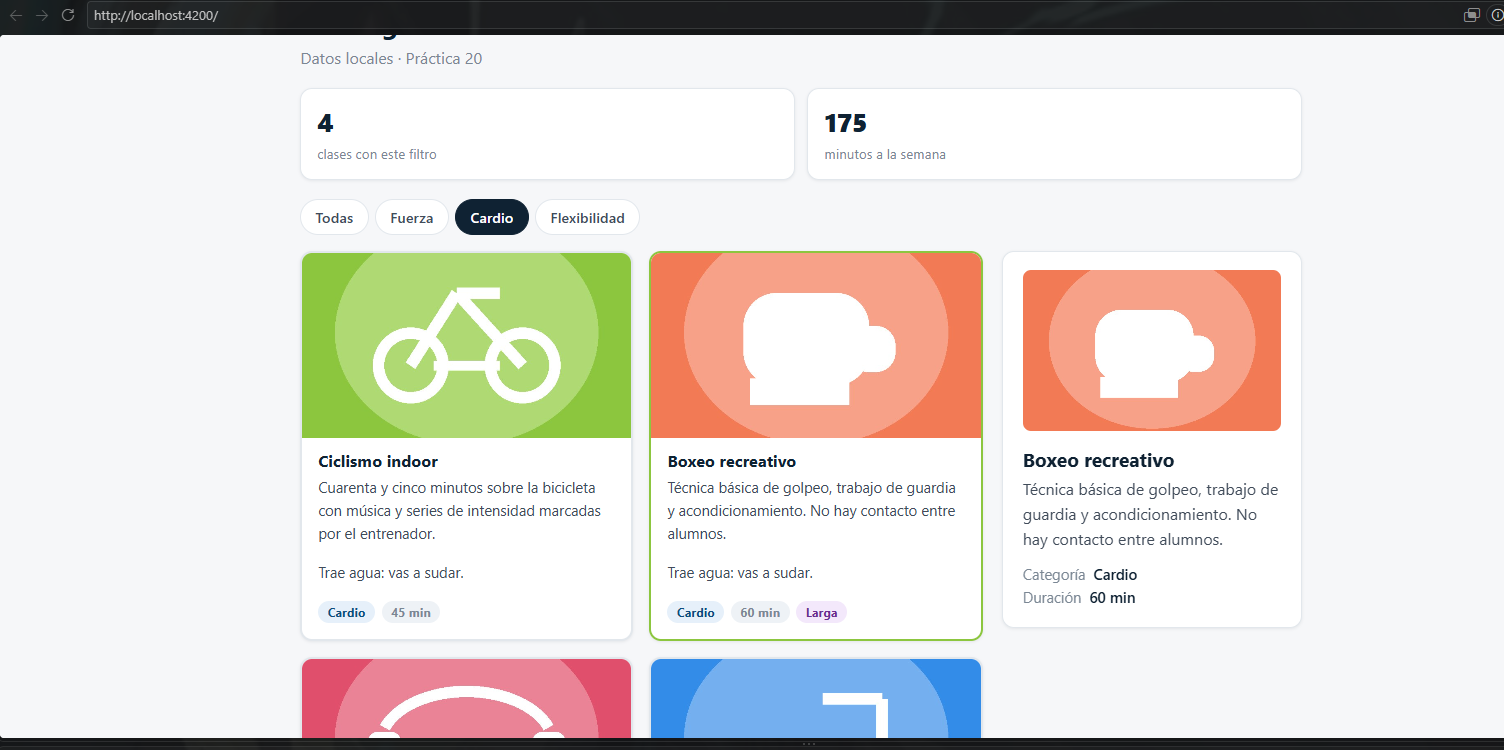 http://localhost:4200/
Datos locales · Práctica 20
4
clases con este filtro
175
minutos a la semana
Todas
Fuerza
Cardio
Flexibilidad
Ciclismo indoor
Cuarenta y cinco minutos sobre la bicicleta
con música y series de intensidad marcadas
por el entrenador.
Trae agua: vas a sudar.
Cardio
45 min
Boxeo recreativo
Técnica básica de golpeo, trabajo de guardia
y acondicionamiento. No hay contacto entre
alumnos.
Trae agua: vas a sudar.
Cardio
60 min
Larga
Boxeo recreativo
Técnica básica de golpeo, trabajo de
guardia y acondicionamiento. No
hay contacto entre alumnos.
Categoría Cardio
Duración 60 min